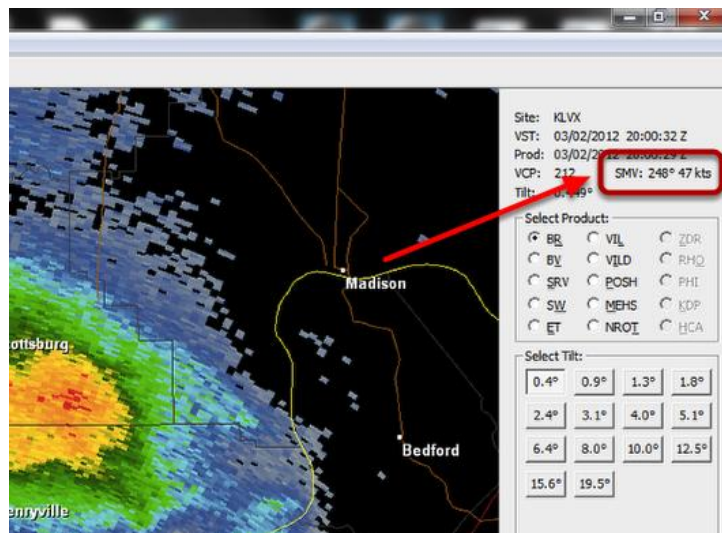 Site: KLVX
VST: 03/02/2012 20:00:32 Z
Prod: 03/02/2012 20:00:29 Z
VCP: 212 SMV: 248° 47 kts
Tilt: 0.449°
Select Product:
BR VIL ZDR
BV VILD RHO
SRV POSH PHI
SW MEHS KDP
ET NROT HCA
Select Tilt:
0.4° 0.9° 1.3° 1.8°
2.4° 3.1° 4.0° 5.1°
6.4° 8.0° 10.0° 12.5°
15.6° 19.5°
Madison
ottsburg
Bedford
enryville